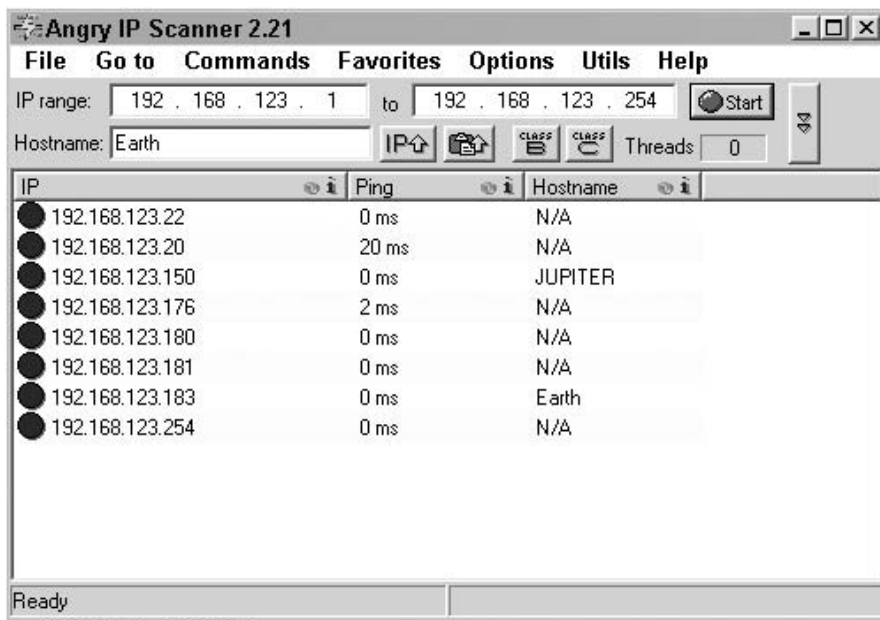 Angry IP Scanner 2.21
File Go to Commands Favorites Options Utils Help
IP range: 192 . 168 . 123 . 1 to 192 . 168 . 123 . 254 Start
Hostname: Earth IP CLASS B CLASS C Threads 0
IP Ping Hostname
192.168.123.22 0 ms N/A
192.168.123.20 20 ms N/A
192.168.123.150 0 ms JUPITER
192.168.123.176 2 ms N/A
192.168.123.180 0 ms N/A
192.168.123.181 0 ms N/A
192.168.123.183 0 ms Earth
192.168.123.254 0 ms N/A
Ready